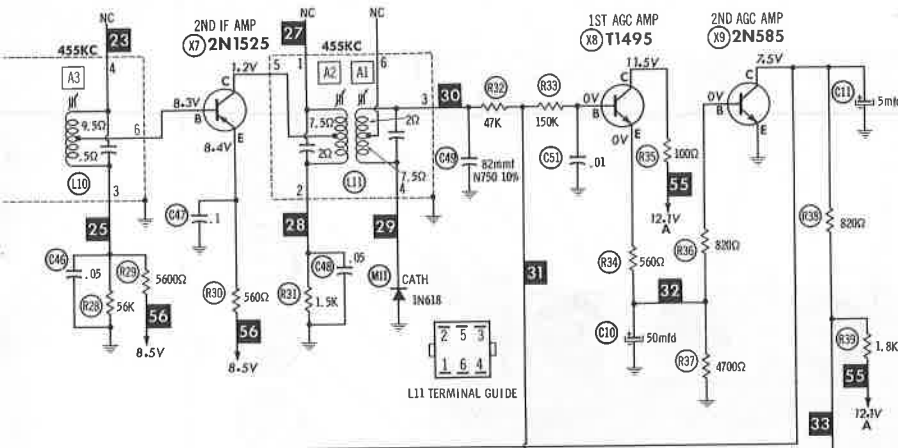 NC
23
455KC
4
A3
9.5Ω
.5Ω
6
L10
3
25
C46
.05
R28
56K
R29
5600Ω
56
8.5V
2ND IF AMP
X7 2N1525
1.2V
C
8.3V
B
E
8.4V
C47
.1
R30
560Ω
56
8.5V
NC
NC
27
455KC
1
6
5
A2
A1
7.5Ω
2Ω
2Ω
7.5Ω
L11
3
2
4
28
29
C48
.05
R31
1.5K
M11
CATH
1N618
2 5 3
1 6 4
L11 TERMINAL GUIDE
30
R32
47K
R33
150K
C49
82mmf
N750 10%
C51
.01
31
1ST AGC AMP
X8 T1495
11.5V
C
0V
B
E
0V
R35
100Ω
55
12.1V
A
R34
560Ω
32
C10
50mfd
2ND AGC AMP
X9 2N585
7.5V
C
0V
B
E
R36
820Ω
R37
4700Ω
C11
5mf
R38
820Ω
R39
1.8K
55
12.1V
A
33